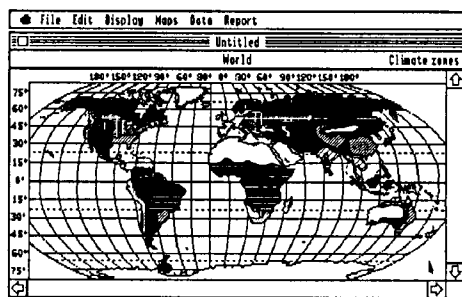 File Edit Display Maps Data Report
Untitled
World Climate zones
180° 150° 120° 90° 60° 30° 0° 30° 60° 90° 120° 150° 180°
75°
60°
45°
30°
15°
0°
15°
30°
45°
60°
75°